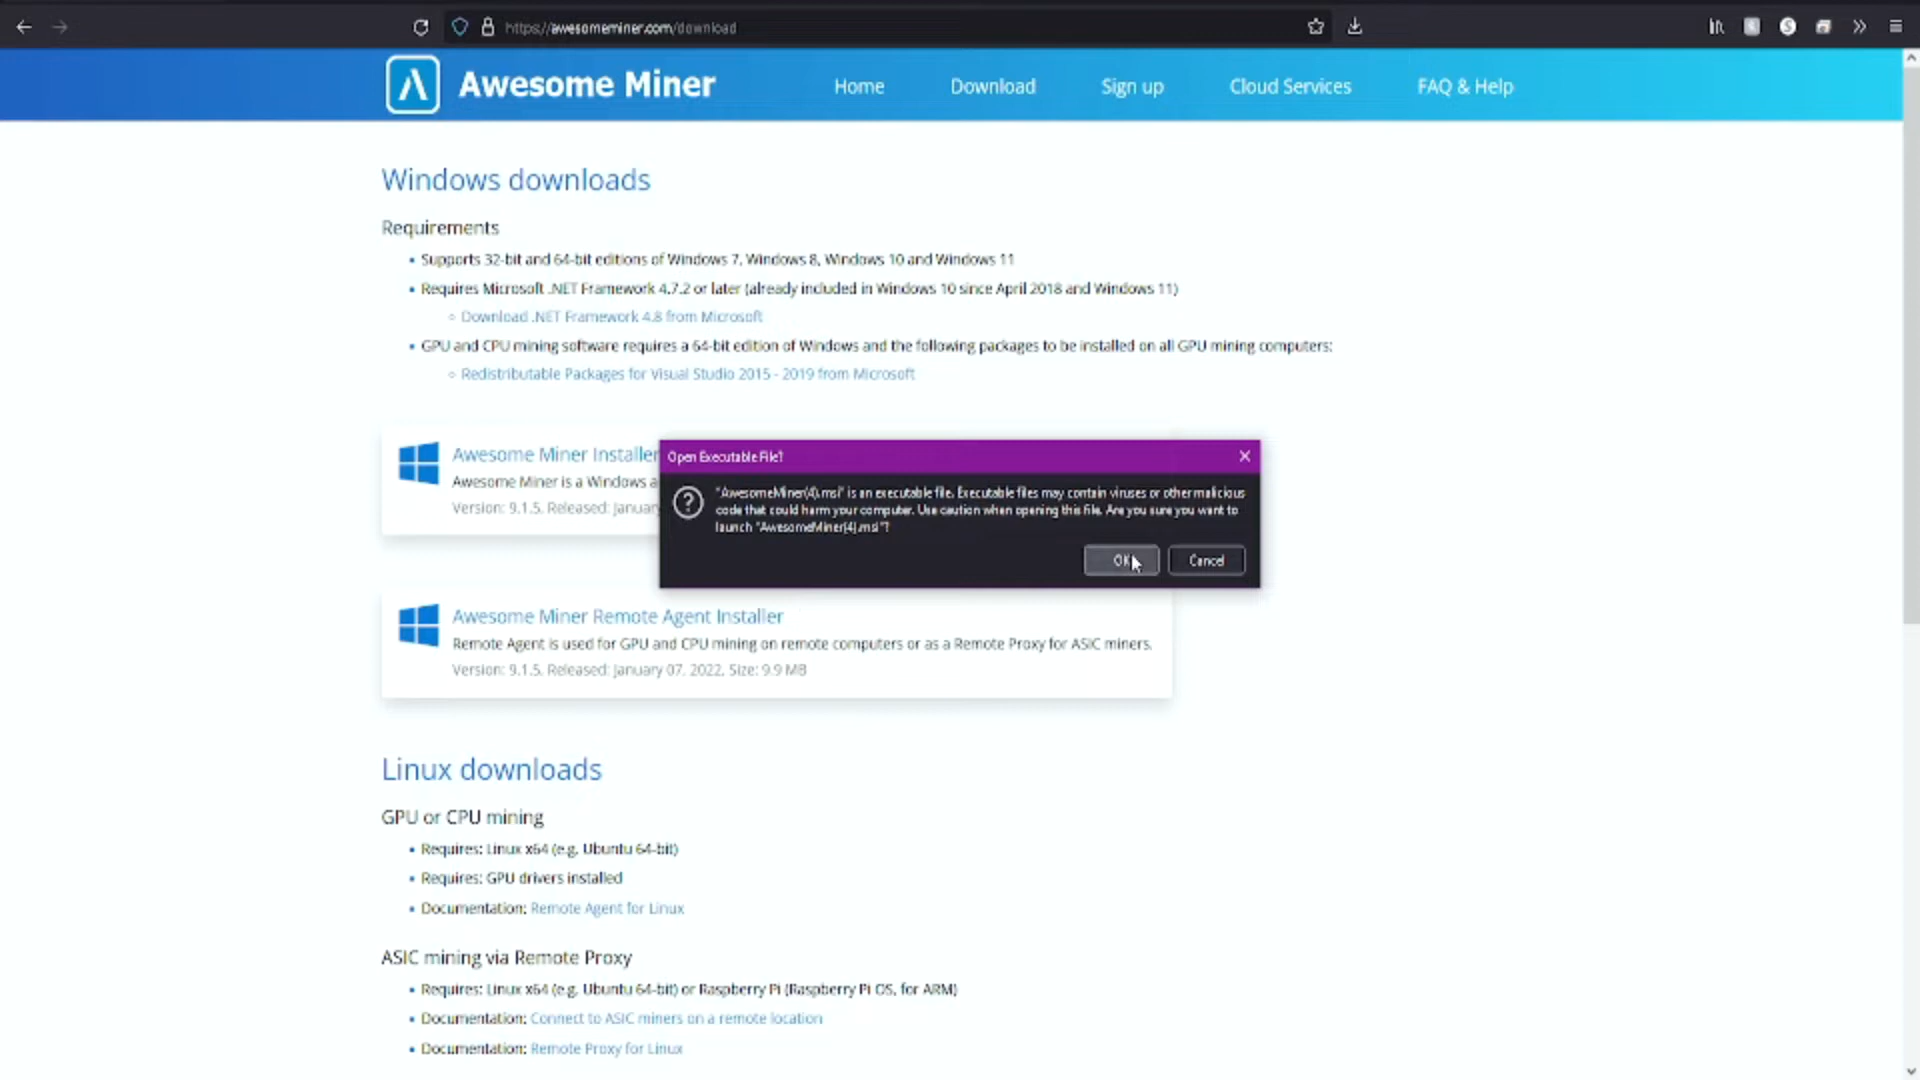 https://awesomeminer.com/download
Awesome Miner
Home
Download
Sign up
Cloud Services
FAQ & Help
Windows downloads
Requirements
Supports 32-bit and 64-bit editions of Windows 7, Windows 8, Windows 10 and Windows 11
Requires Microsoft .NET Framework 4.7.2 or later (already included in Windows 10 since April 2018 and Windows 11)
Download .NET Framework 4.8 from Microsoft
GPU and CPU mining software requires a 64-bit edition of Windows and the following packages to be installed on all GPU mining computers:
Redistributable Packages for Visual Studio 2015 - 2019 from Microsoft
Awesome Miner Installer
Awesome Miner is a Windows a
Version: 9.1.5. Released: Januar
Open Executable File?
"AwesomeMiner(4).msi" is an executable file. Executable files may contain viruses or other malicious
code that could harm your computer. Use caution when opening this file. Are you sure you want to
launch "AwesomeMiner(4).msi"?
OK
Cancel
Awesome Miner Remote Agent Installer
Remote Agent is used for GPU and CPU mining on remote computers or as a Remote Proxy for ASIC miners.
Version: 9.1.5. Released: January 07, 2022. Size: 9.9 MB
Linux downloads
GPU or CPU mining
Requires: Linux x64 (e.g. Ubuntu 64-bit)
Requires: GPU drivers installed
Documentation: Remote Agent for Linux
ASIC mining via Remote Proxy
Requires: Linux x64 (e.g. Ubuntu 64-bit) or Raspberry Pi (Raspberry Pi OS, for ARM)
Documentation: Connect to ASIC miners on a remote location
Documentation: Remote Proxy for Linux